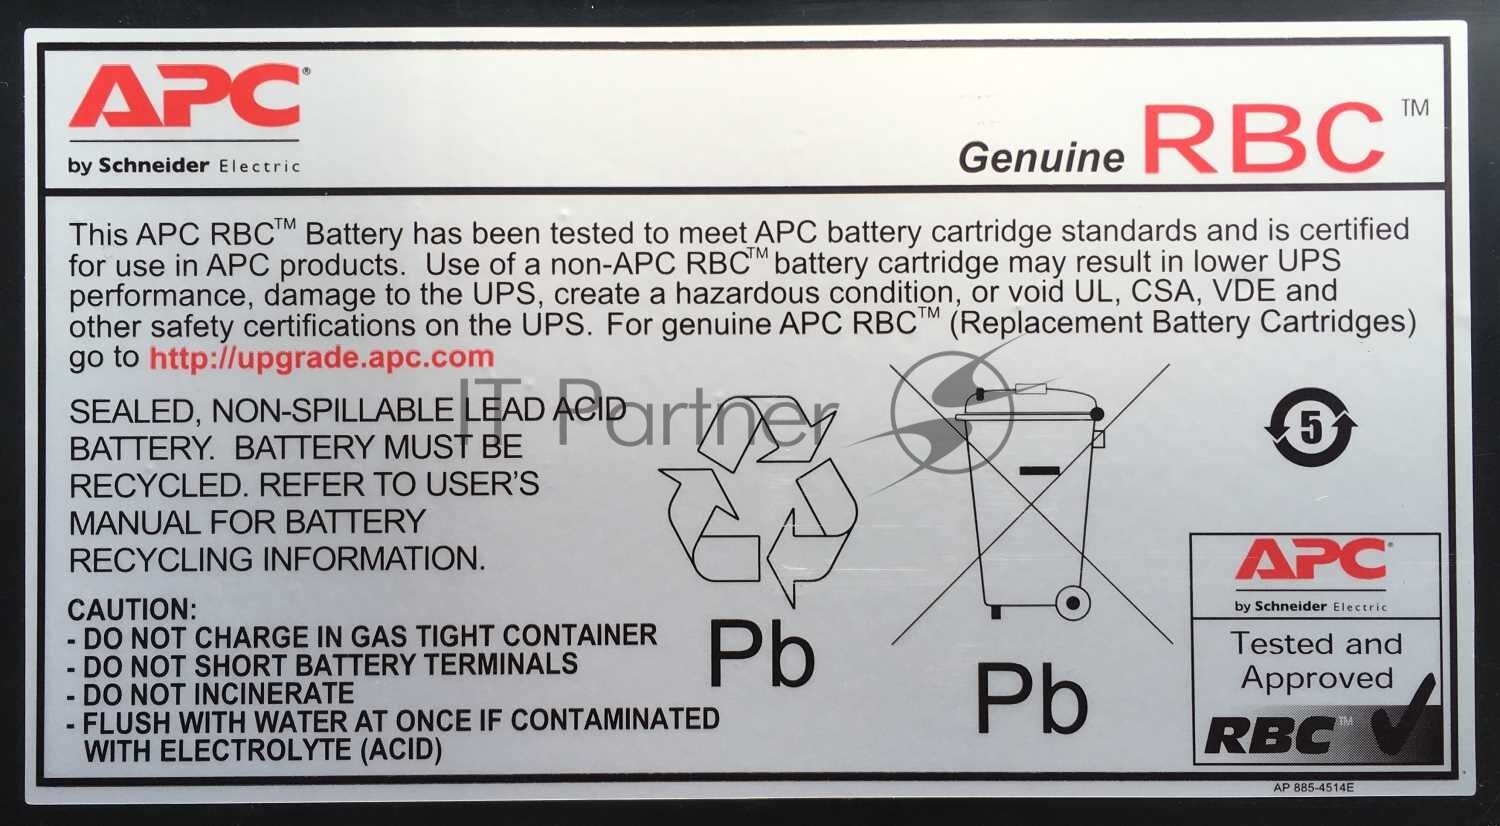 APC®
by Schneider Electric
Genuine RBC™
This APC RBC™ Battery has been tested to meet APC battery cartridge standards and is certified
for use in APC products. Use of a non-APC RBC™ battery cartridge may result in lower UPS
performance, damage to the UPS, create a hazardous condition, or void UL, CSA, VDE and
other safety certifications on the UPS. For genuine APC RBC™ (Replacement Battery Cartridges)
go to http://upgrade.apc.com
IT Partner
SEALED, NON-SPILLABLE LEAD ACID
BATTERY. BATTERY MUST BE
RECYCLED. REFER TO USER'S
MANUAL FOR BATTERY
RECYCLING INFORMATION.
CAUTION:
- DO NOT CHARGE IN GAS TIGHT CONTAINER
- DO NOT SHORT BATTERY TERMINALS
- DO NOT INCINERATE
- FLUSH WITH WATER AT ONCE IF CONTAMINATED
WITH ELECTROLYTE (ACID)
Pb
Pb
5
APC®
by Schneider Electric
Tested and
Approved
RBC™
AP 885-4514E